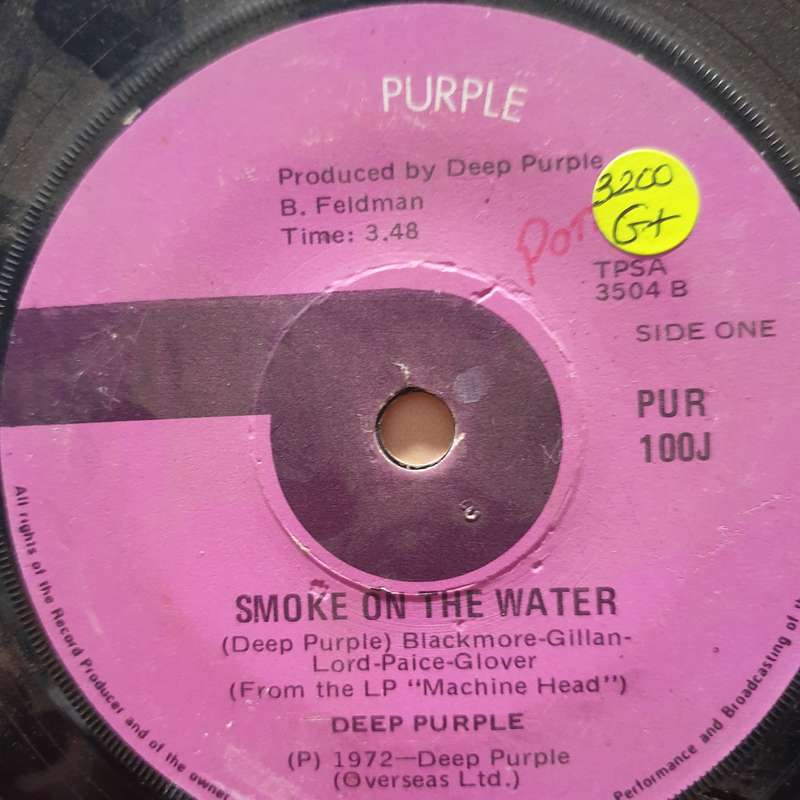 PURPLE
Produced by Deep Purple
B. Feldman
Time: 3.48
3200
G+
TPSA
3504 B
SIDE ONE
PUR
100J
SMOKE ON THE WATER
(Deep Purple) Blackmore-Gillan-
Lord-Paice-Glover
(From the LP "Machine Head")
DEEP PURPLE
(P) 1972—Deep Purple
(Overseas Ltd.)
All rights of the Record Producer and of the owner
Performance and Broadcasting of